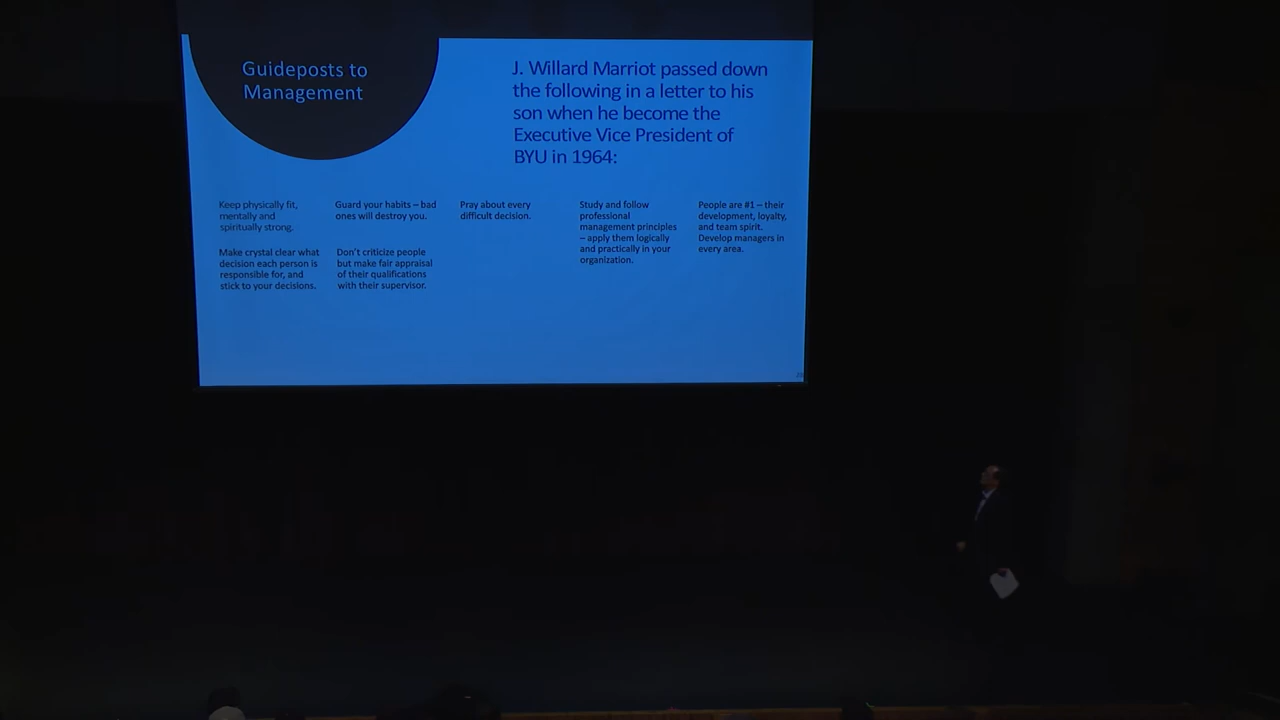 Guideposts to
Management
J. Willard Marriot passed down
the following in a letter to his
son when he become the
Executive Vice President of
BYU in 1964:
Keep physically fit,
mentally and
spiritually strong.
Guard your habits – bad
ones will destroy you.
Pray about every
difficult decision.
Study and follow
professional
management principles
– apply them logically
and practically in your
organization.
People are #1 – their
development, loyalty,
and team spirit.
Develop managers in
every area.
Make crystal clear what
decision each person is
responsible for, and
stick to your decisions.
Don't criticize people
but make fair appraisal
of their qualifications
with their supervisor.